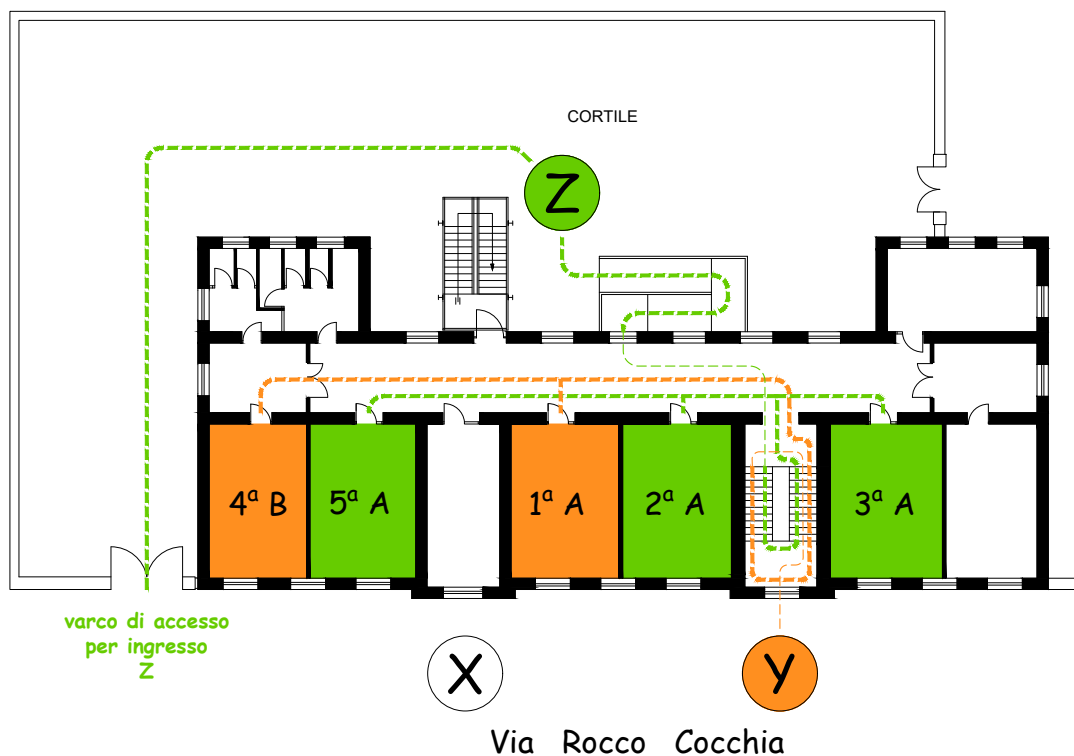 CORTILE
Z
4ª B
5ª A
1ª A
2ª A
3ª A
varco di accesso
per ingresso
Z
X
Y
Via Rocco Cocchia